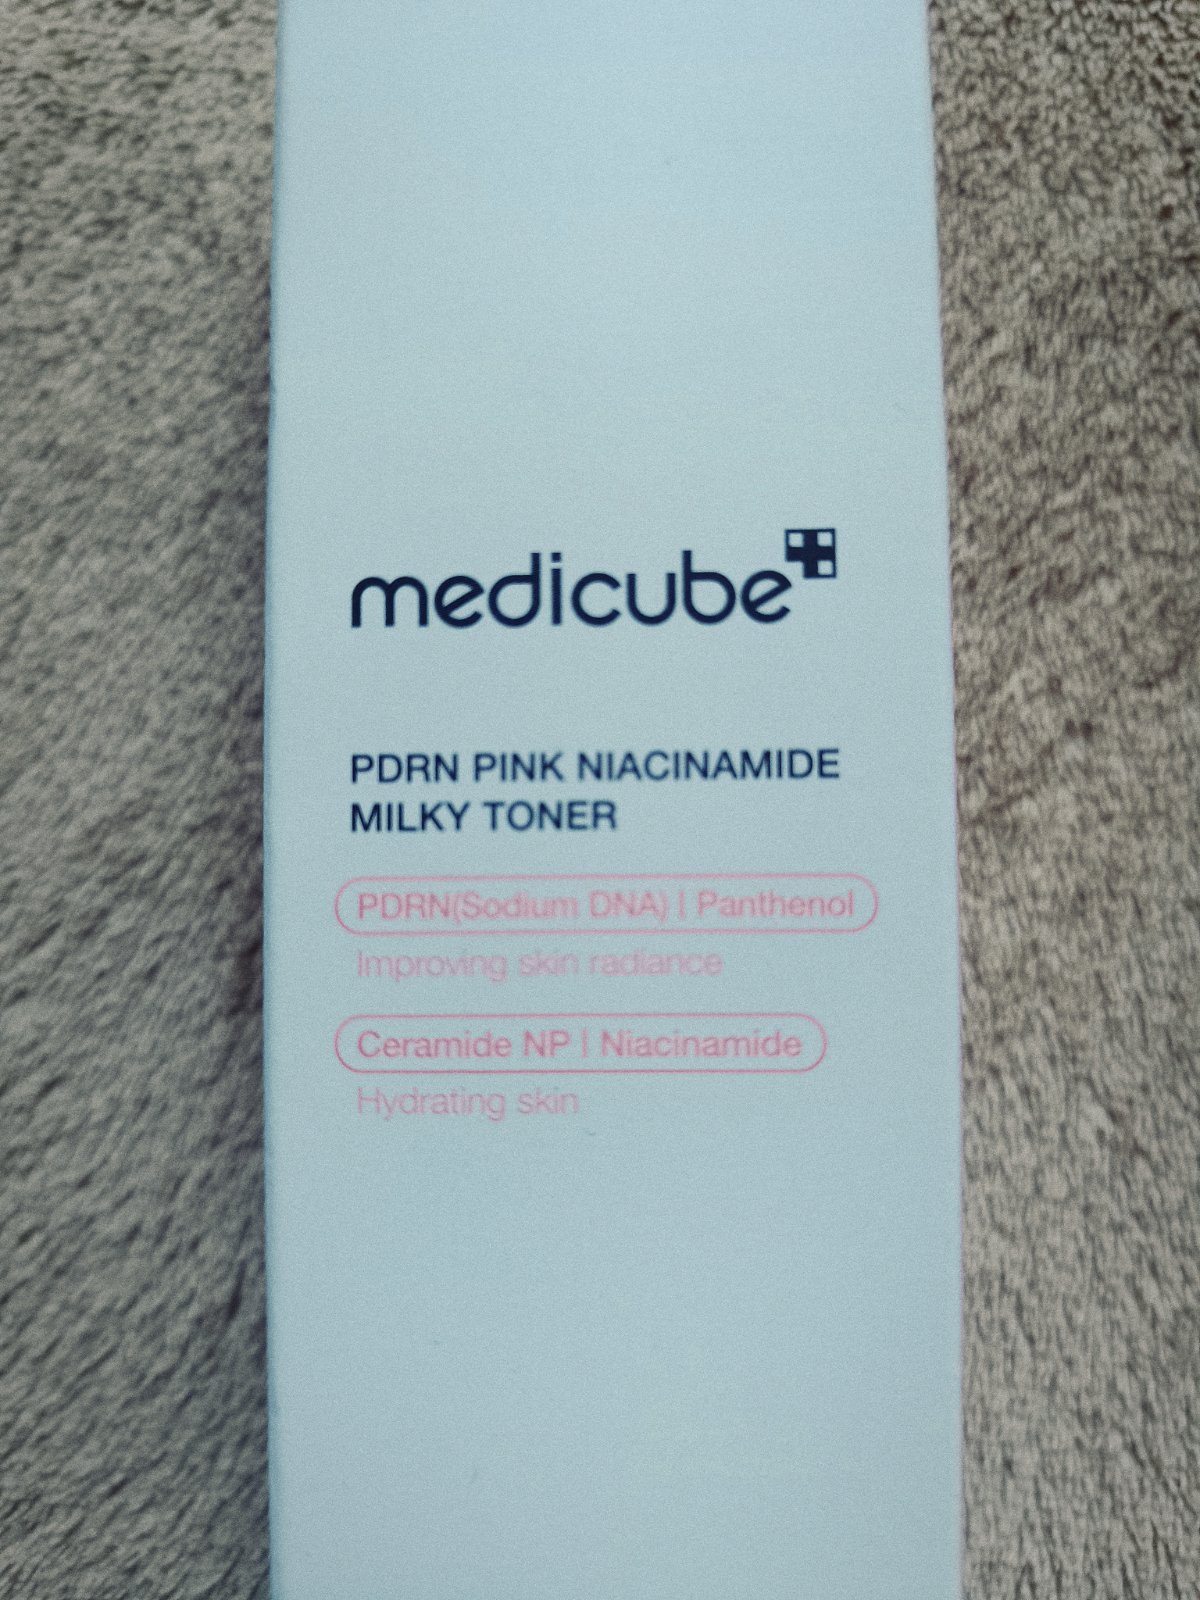 medicube
PDRN PINK NIACINAMIDE
MILKY TONER
PDRN(Sodium DNA) | Panthenol
Improving skin radiance
Ceramide NP | Niacinamide
Hydrating skin